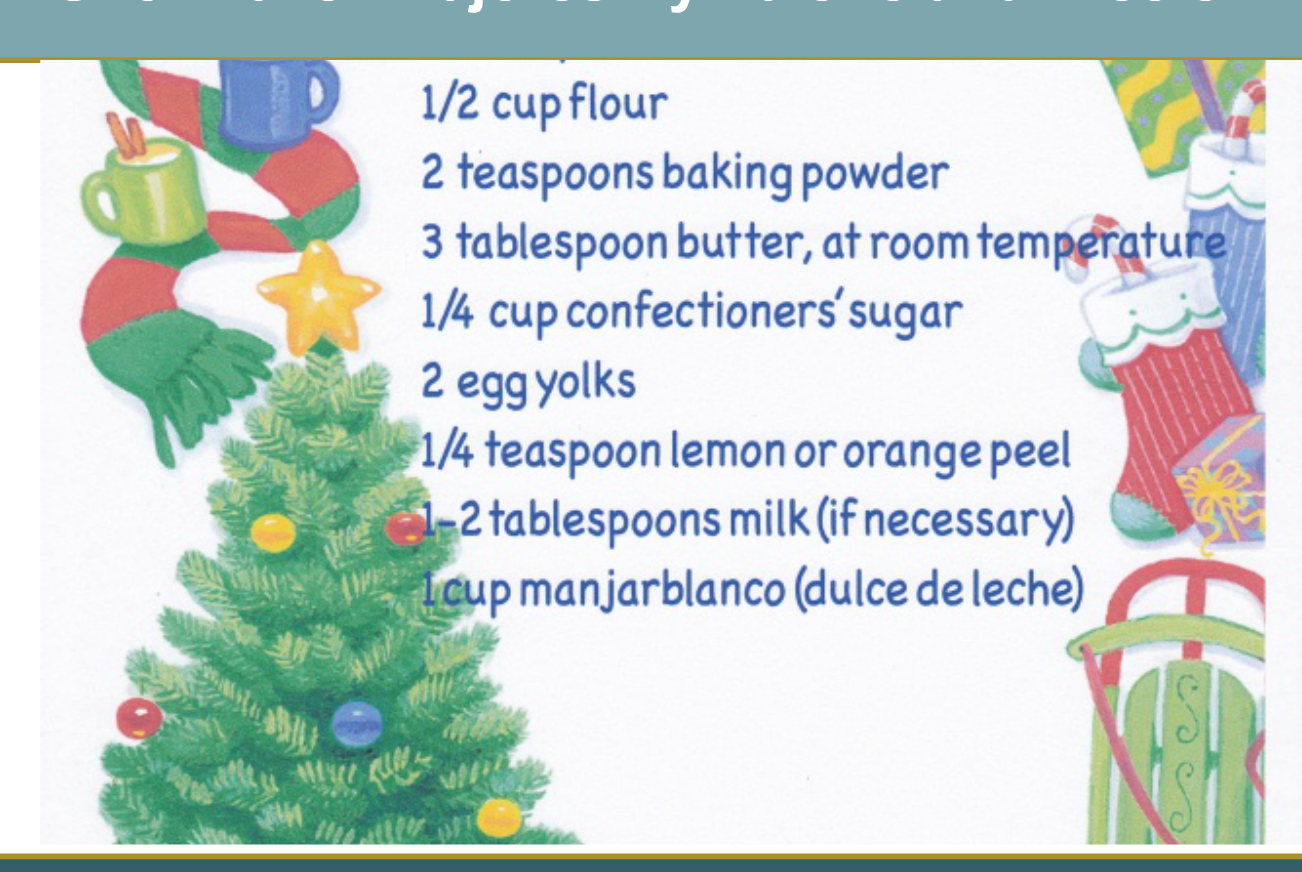 1/2 cup flour
2 teaspoons baking powder
3 tablespoon butter, at room temperature
1/4 cup confectioners' sugar
2 egg yolks
1/4 teaspoon lemon or orange peel
1-2 tablespoons milk (if necessary)
1 cup manjarblanco (dulce de leche)